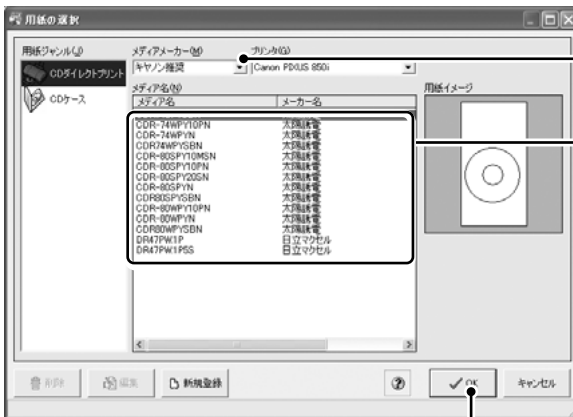 用紙の選択
用紙ジャンル(J)
メディアメーカー(M)
プリンタ(G)
CDダイレクトプリント
キヤノン推奨
Canon PIXUS 850i
CDケース
メディア名(N)
用紙イメージ
メディア名 メーカー名
CDR-74WPY10PN 太陽誘電
CDR-74WPYN 太陽誘電
CDR74WPYSBN 太陽誘電
CDR-80SPY10MSN 太陽誘電
CDR-80SPY10PN 太陽誘電
CDR-80SPY20SN 太陽誘電
CDR-80SPYN 太陽誘電
CDR80SPYSBN 太陽誘電
CDR-80WPY10PN 太陽誘電
CDR-80WPYN 太陽誘電
CDR80WPYSBN 太陽誘電
DR47PW.1P 日立マクセル
DR47PW1P5S 日立マクセル
削除
編集
新規登録
OK
キャンセル